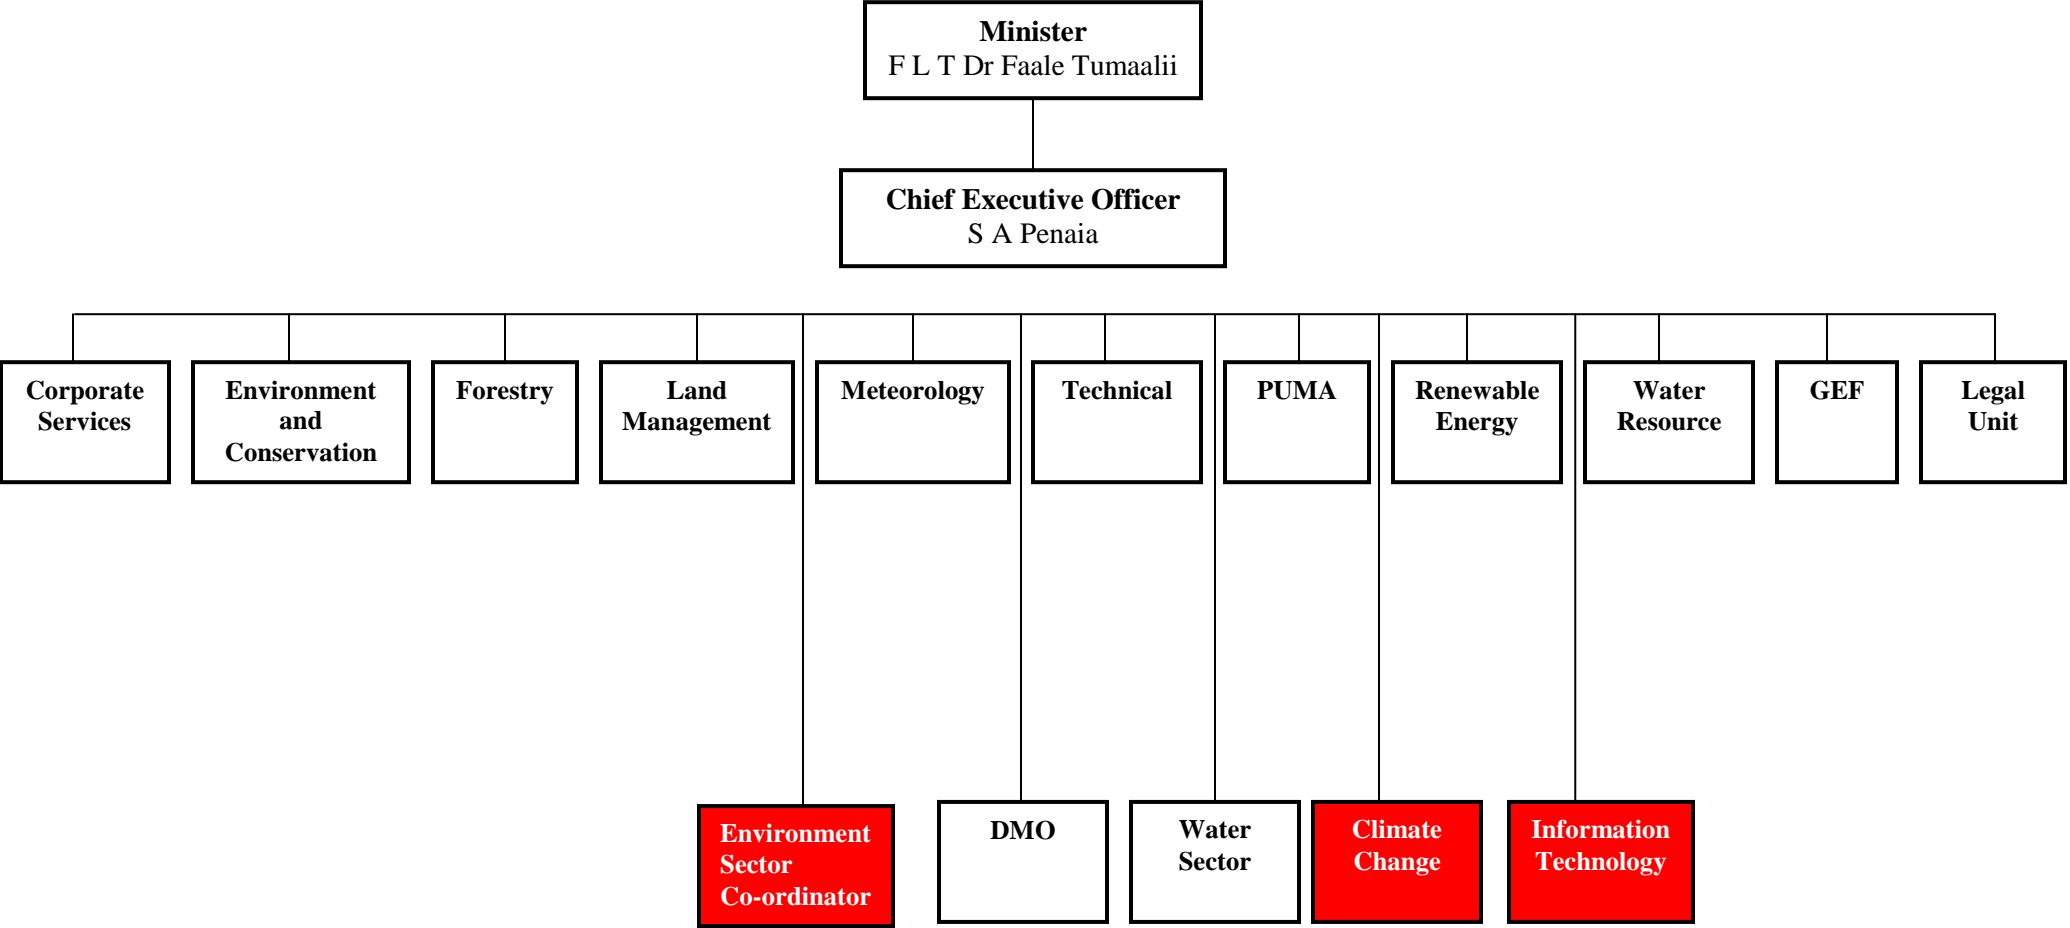 Minister
F L T Dr Faale Tumaalii
Chief Executive Officer
S A Penaia
Corporate
Services
Environment
and
Conservation
Forestry
Land
Management
Meteorology
Technical
PUMA
Renewable
Energy
Water
Resource
GEF
Legal
Unit
Environment
Sector
Co-ordinator
DMO
Water
Sector
Climate
Change
Information
Technology